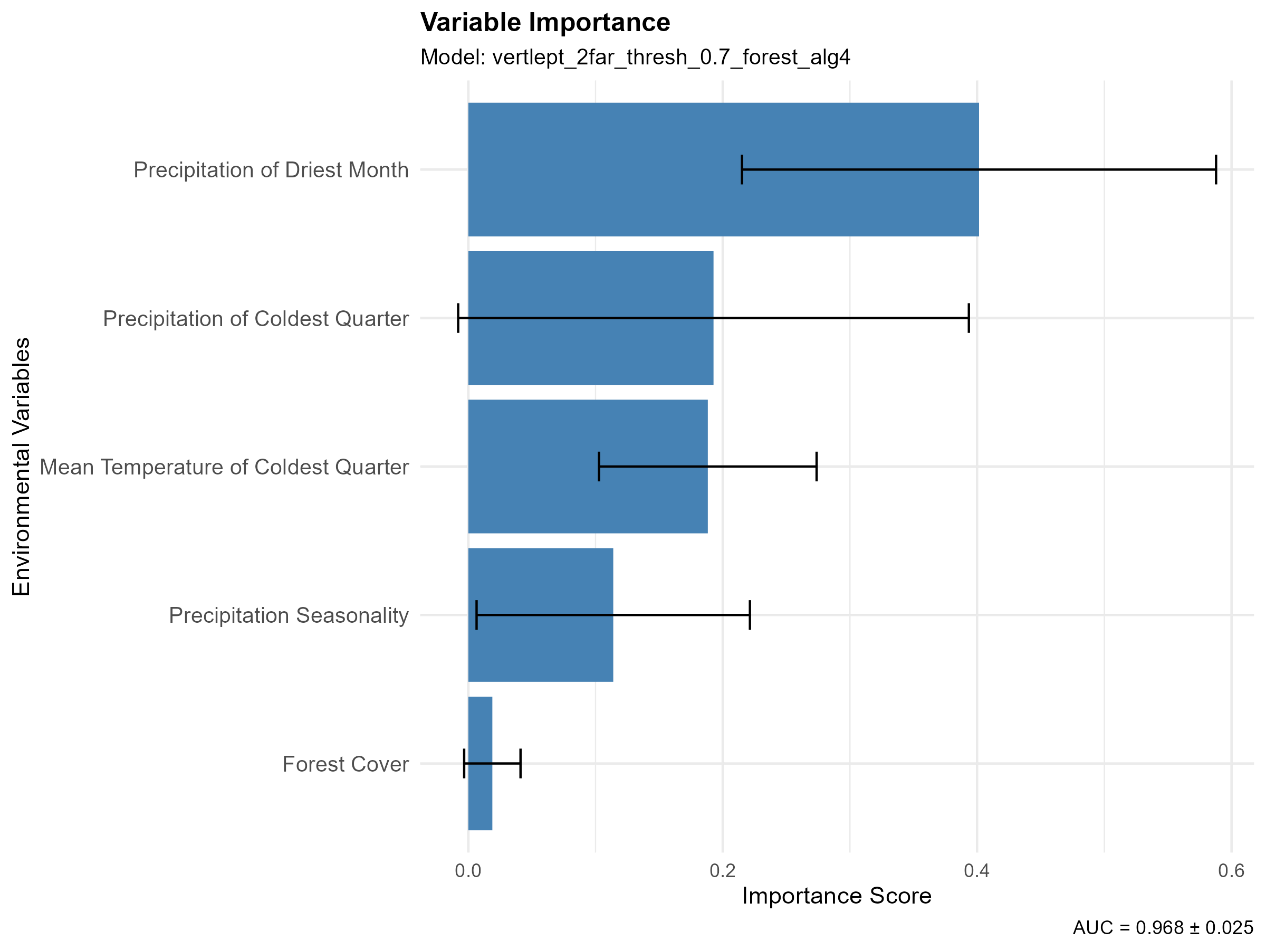 Variable Importance
Model: vertlept_2far_thresh_0.7_forest_alg4
Environmental Variables
Precipitation of Driest Month
Precipitation of Coldest Quarter
Mean Temperature of Coldest Quarter
Precipitation Seasonality
Forest Cover
0.0 0.2 0.4 0.6
Importance Score
AUC = 0.968 ± 0.025